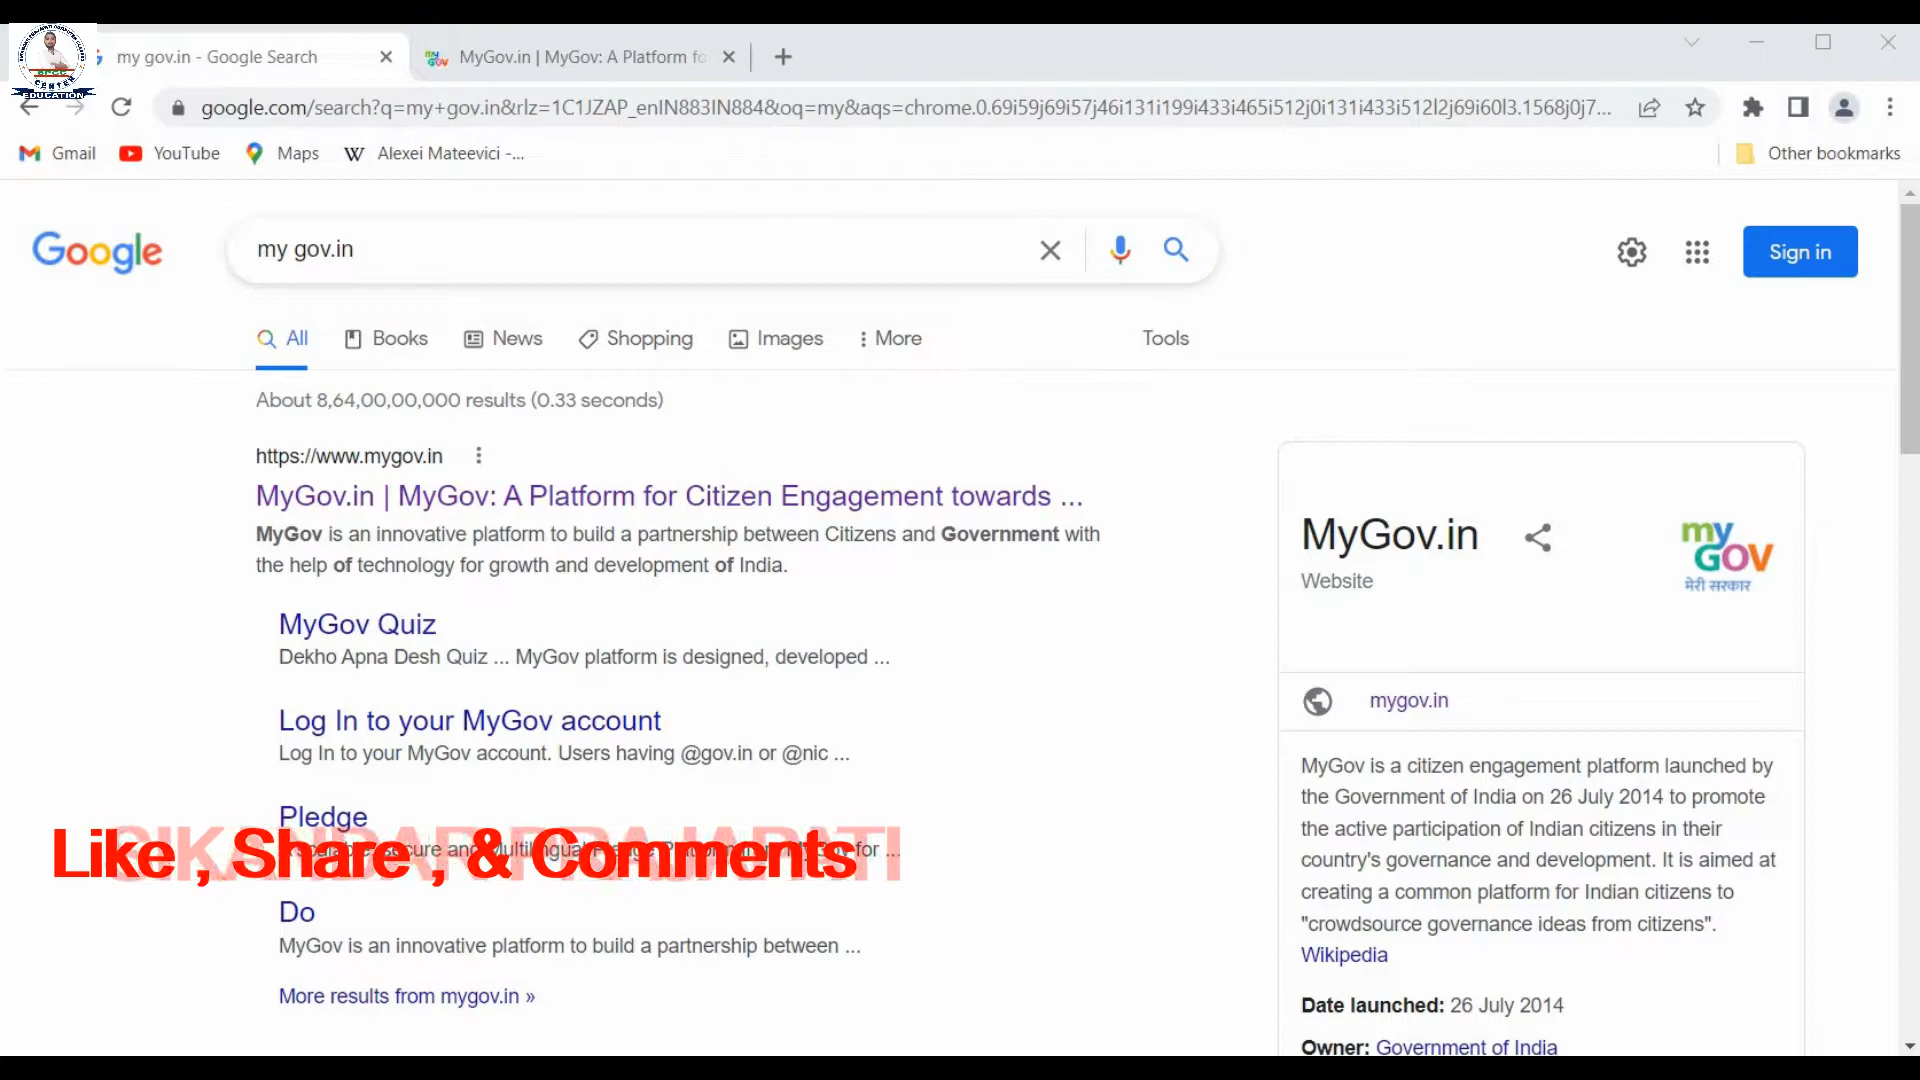 CENTER
EDUCATION
my gov.in - Google Search
MyGov.in | MyGov: A Platform fo
google.com/search?q=my+gov.in&rlz=1C1JZAP_enIN883IN884&oq=my&aqs=chrome.0.69i59j69i57j46i131i199i433i465i512j0i131i433i512l2j69i60l3.1568j0j7...
Gmail
YouTube
Maps
Alexei Mateevici -...
Other bookmarks
Google
my gov.in
Sign in
All
Books
News
Shopping
Images
More
Tools
About 8,64,00,00,000 results (0.33 seconds)
https://www.mygov.in
MyGov.in | MyGov: A Platform for Citizen Engagement towards ...
MyGov is an innovative platform to build a partnership between Citizens and Government with
the help of technology for growth and development of India.
MyGov Quiz
Dekho Apna Desh Quiz ... MyGov platform is designed, developed ...
Log In to your MyGov account
Log In to your MyGov account. Users having @gov.in or @nic ...
Pledge
SIKANDAR PRAJAPATI
Like , Share , & Comments
Do
MyGov is an innovative platform to build a partnership between ...
More results from mygov.in »
MyGov.in
Website
my
GOV
मेरी सरकार
mygov.in
MyGov is a citizen engagement platform launched by
the Government of India on 26 July 2014 to promote
the active participation of Indian citizens in their
country's governance and development. It is aimed at
creating a common platform for Indian citizens to
"crowdsource governance ideas from citizens".
Wikipedia
Date launched: 26 July 2014
Owner: Government of India